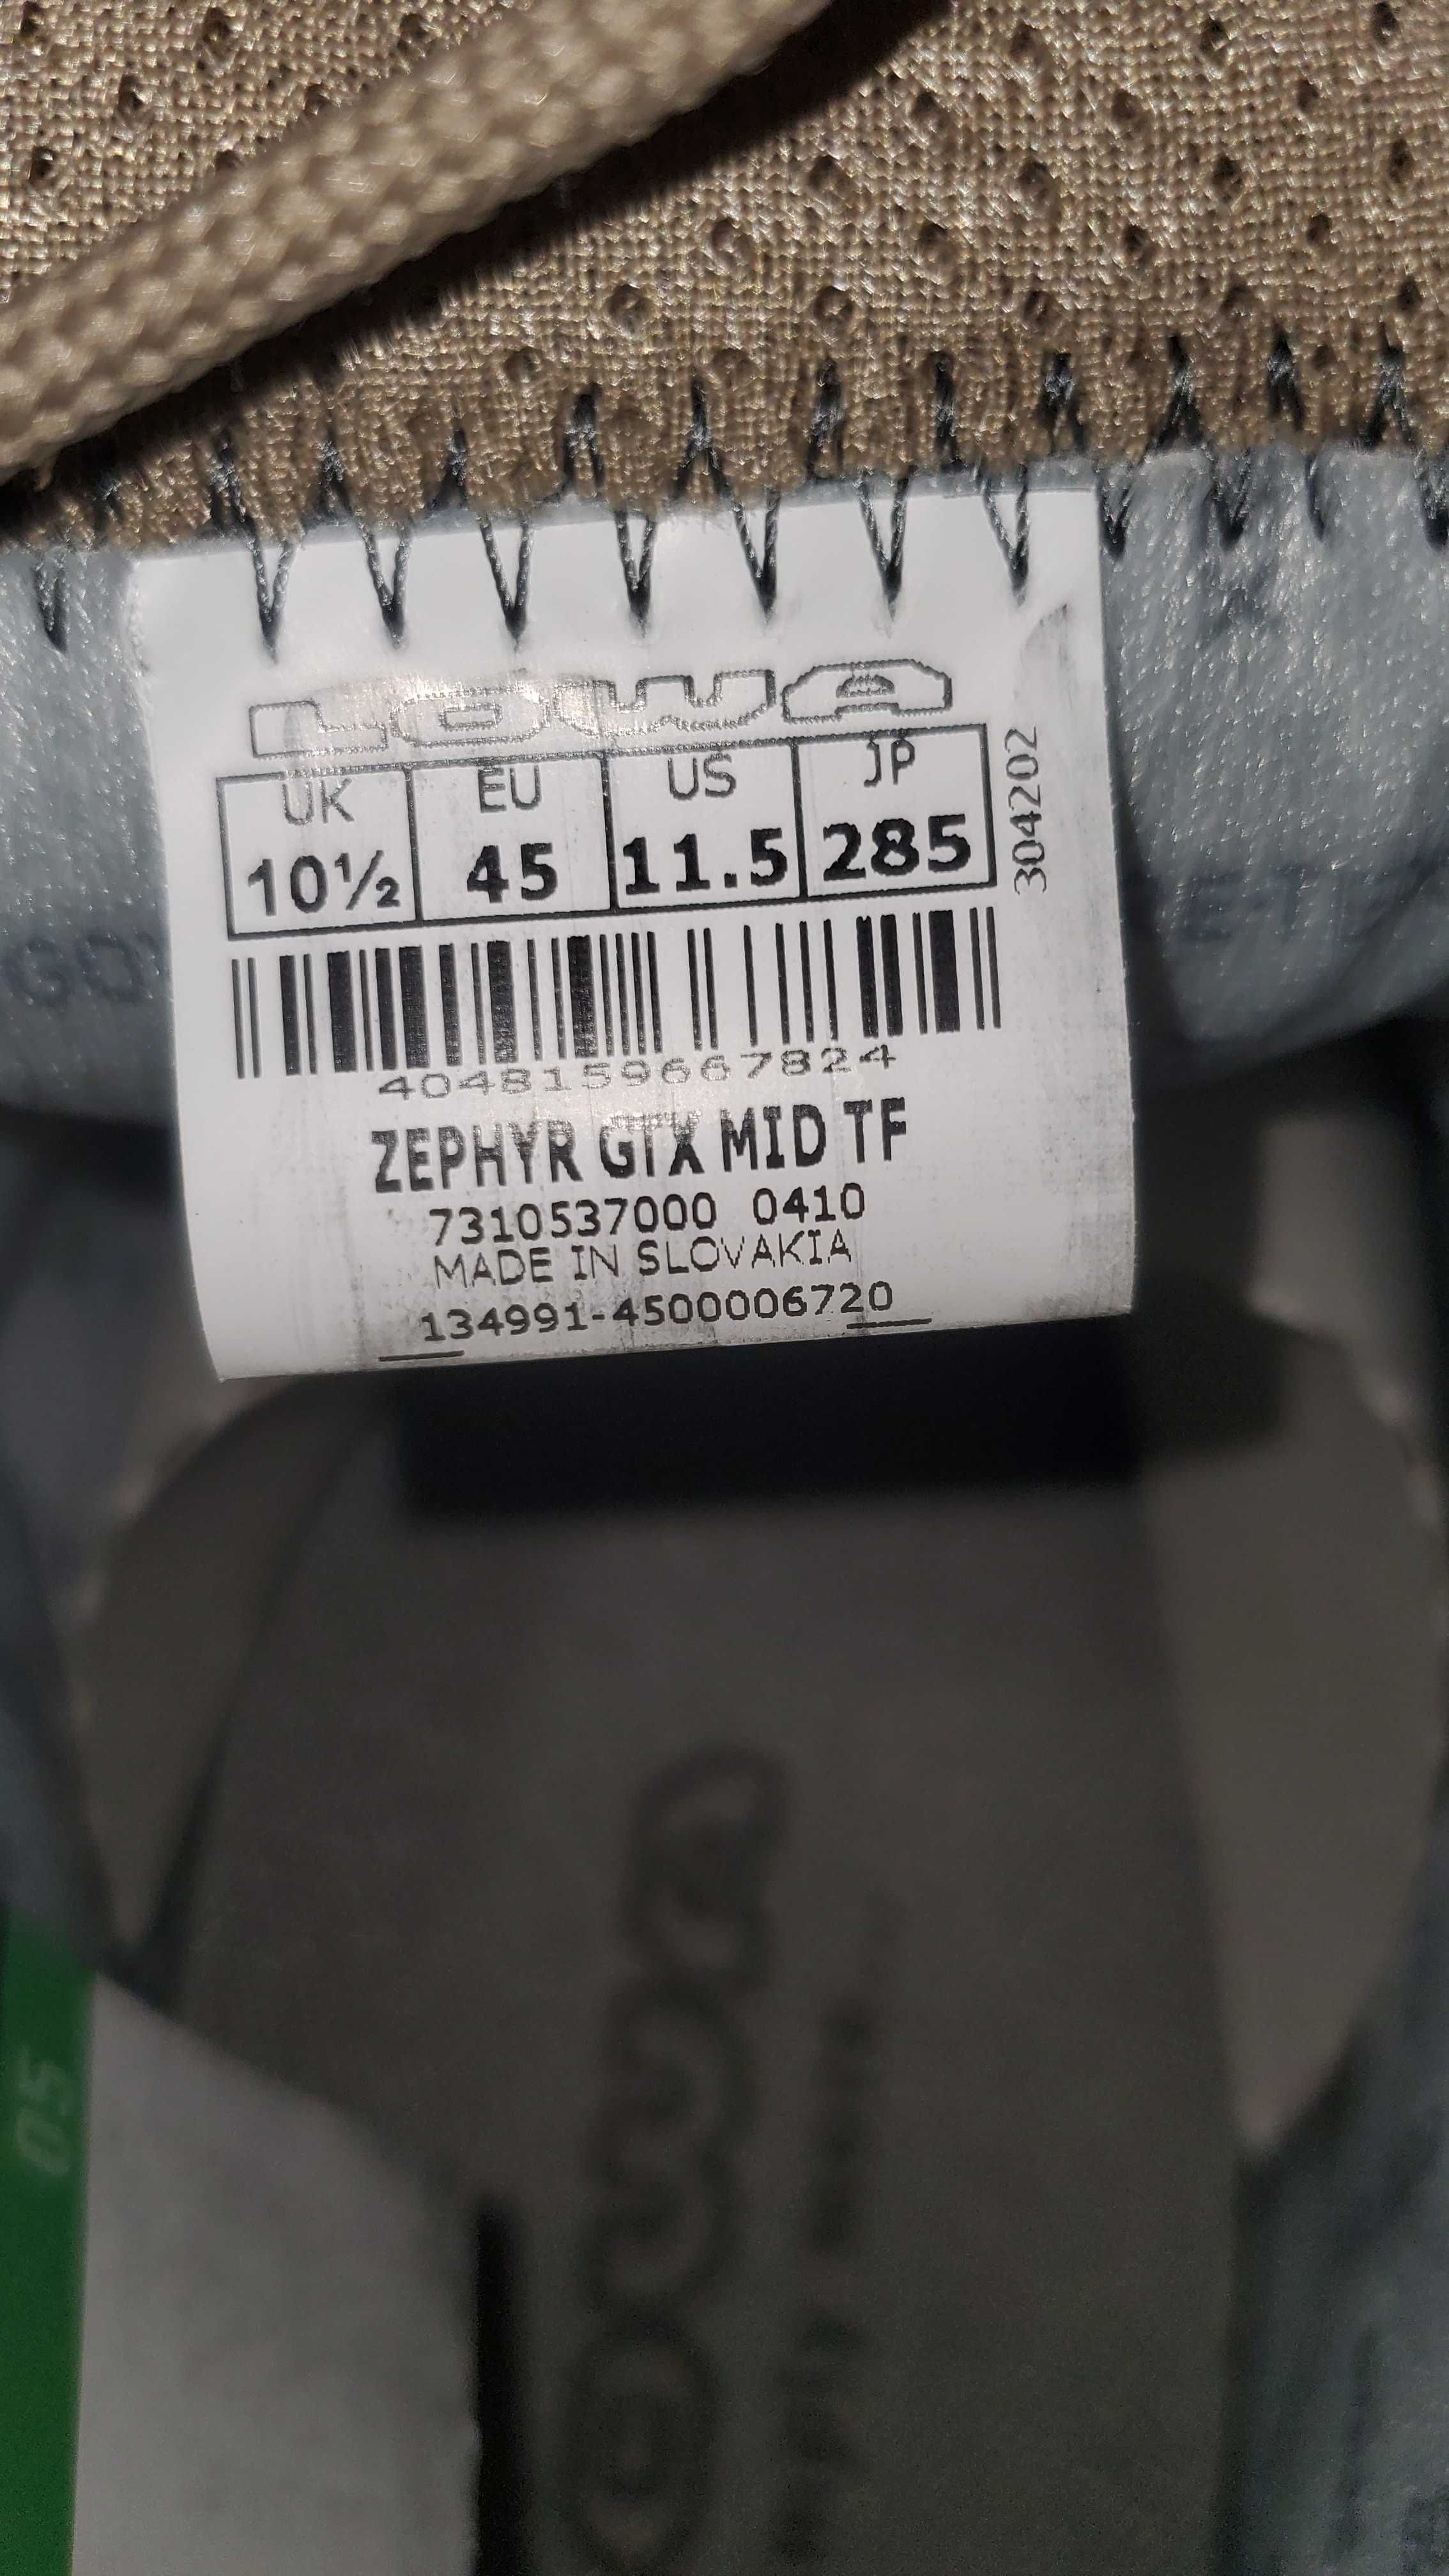 LOWA
UK EU US JP
10½ 45 11.5 285
304202
4048159667824
ZEPHYR GTX MID TF
7310537000 0410
MADE IN SLOVAKIA
134991-4500006720
05